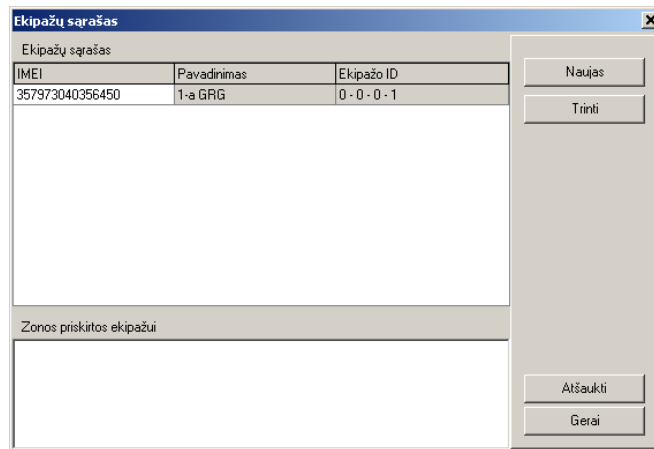 Ekipažų sąrašas
Ekipažų sąrašas
IMEI Pavadinimas Ekipažo ID
357973040356450 1-a GRG 0 - 0 - 0 - 1
Naujas
Trinti
Zonos priskirtos ekipažui
Atšaukti
Gerai